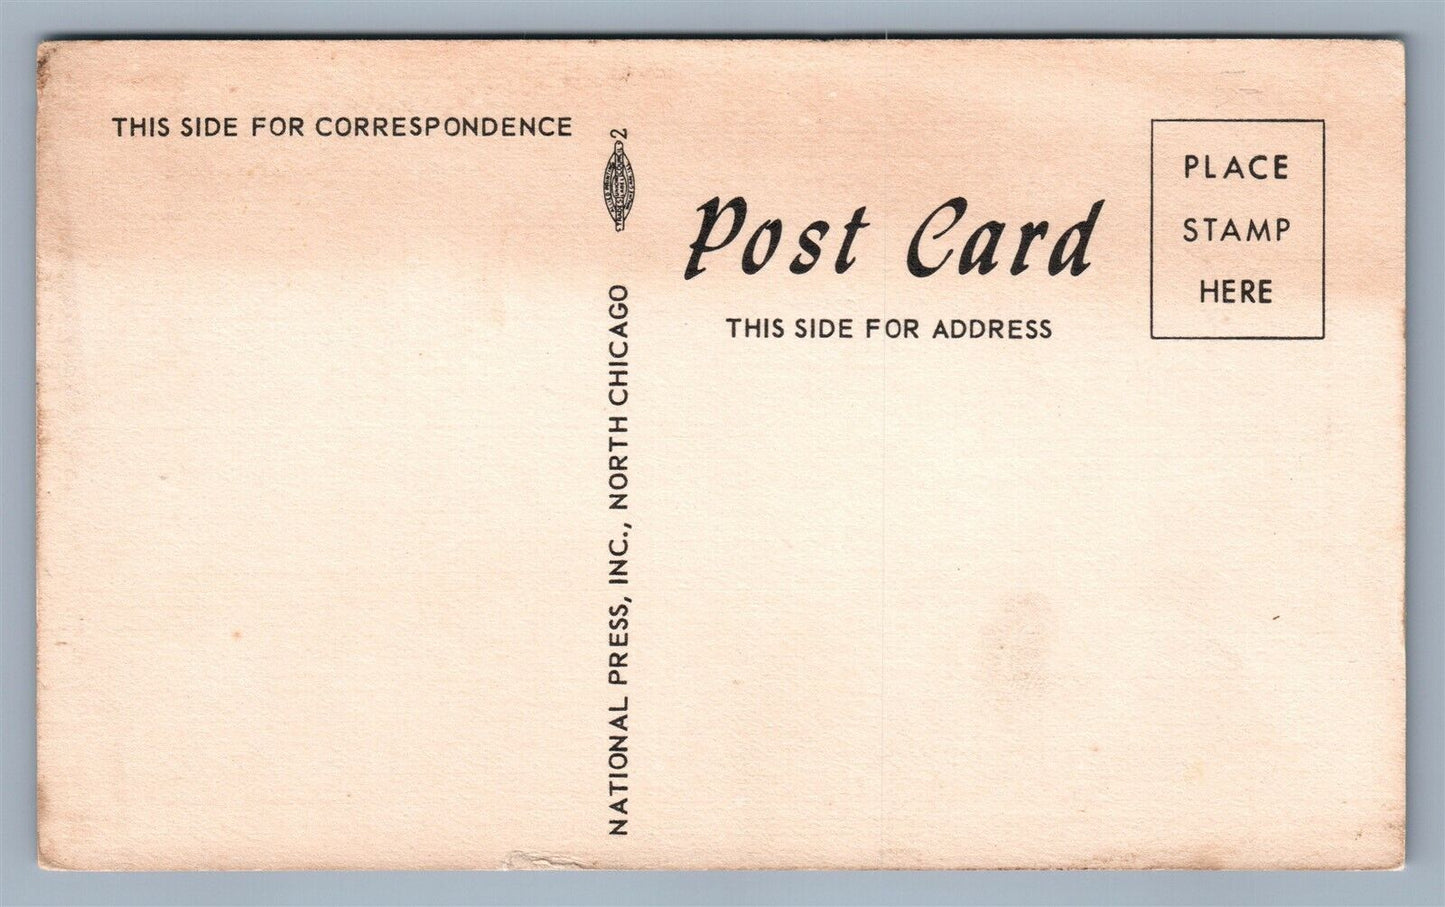 THIS SIDE FOR CORRESPONDENCE
2
NATIONAL PRESS, INC., NORTH CHICAGO
Post Card
THIS SIDE FOR ADDRESS
PLACE
STAMP
HERE